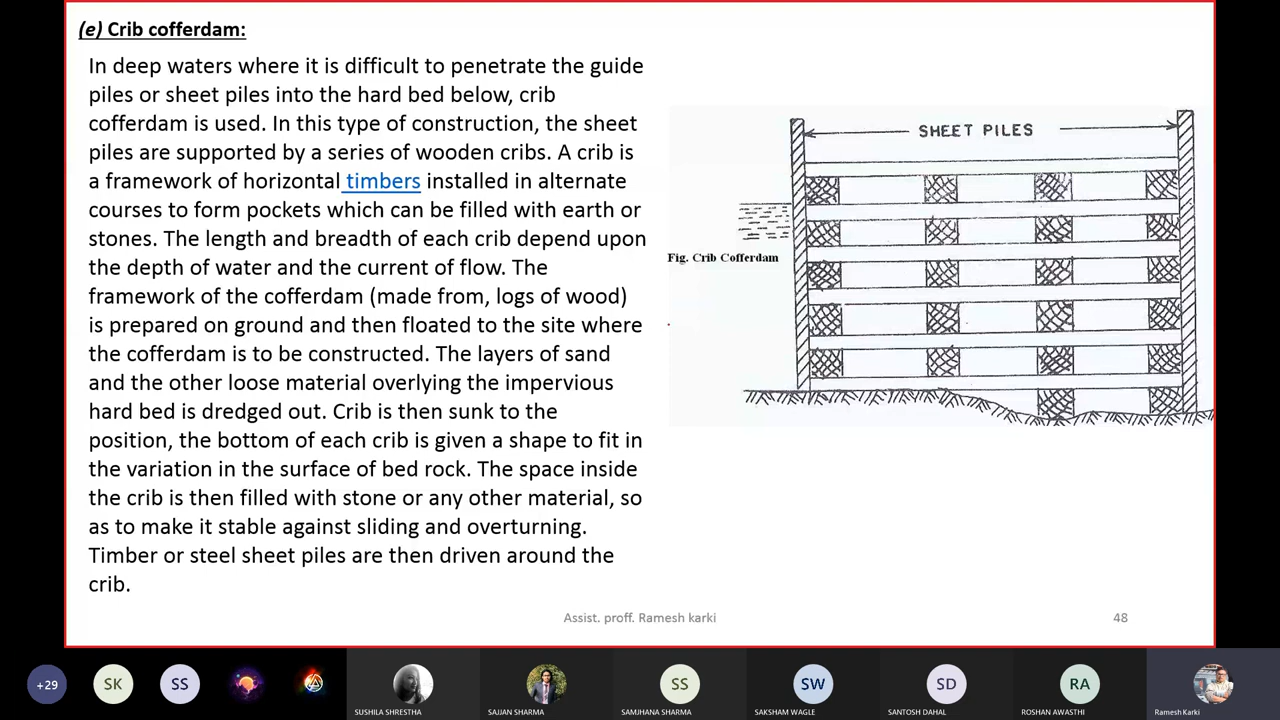 (e) Crib cofferdam:
In deep waters where it is difficult to penetrate the guide
piles or sheet piles into the hard bed below, crib
cofferdam is used. In this type of construction, the sheet
piles are supported by a series of wooden cribs. A crib is
a framework of horizontal timbers installed in alternate
courses to form pockets which can be filled with earth or
stones. The length and breadth of each crib depend upon
the depth of water and the current of flow. The
framework of the cofferdam (made from, logs of wood)
is prepared on ground and then floated to the site where
the cofferdam is to be constructed. The layers of sand
and the other loose material overlying the impervious
hard bed is dredged out. Crib is then sunk to the
position, the bottom of each crib is given a shape to fit in
the variation in the surface of bed rock. The space inside
the crib is then filled with stone or any other material, so
as to make it stable against sliding and overturning.
Timber or steel sheet piles are then driven around the
crib.
SHEET PILES
Fig. Crib Cofferdam
Assist. proff. Ramesh karki
48
+29
SK
SS
SS
SW
SD
RA
SUSHILA SHRESTHA
SAJJAN SHARMA
SAMJHANA SHARMA
SAKSHAM WAGLE
SANTOSH DAHAL
ROSHAN AWASTHI
Ramesh Karki